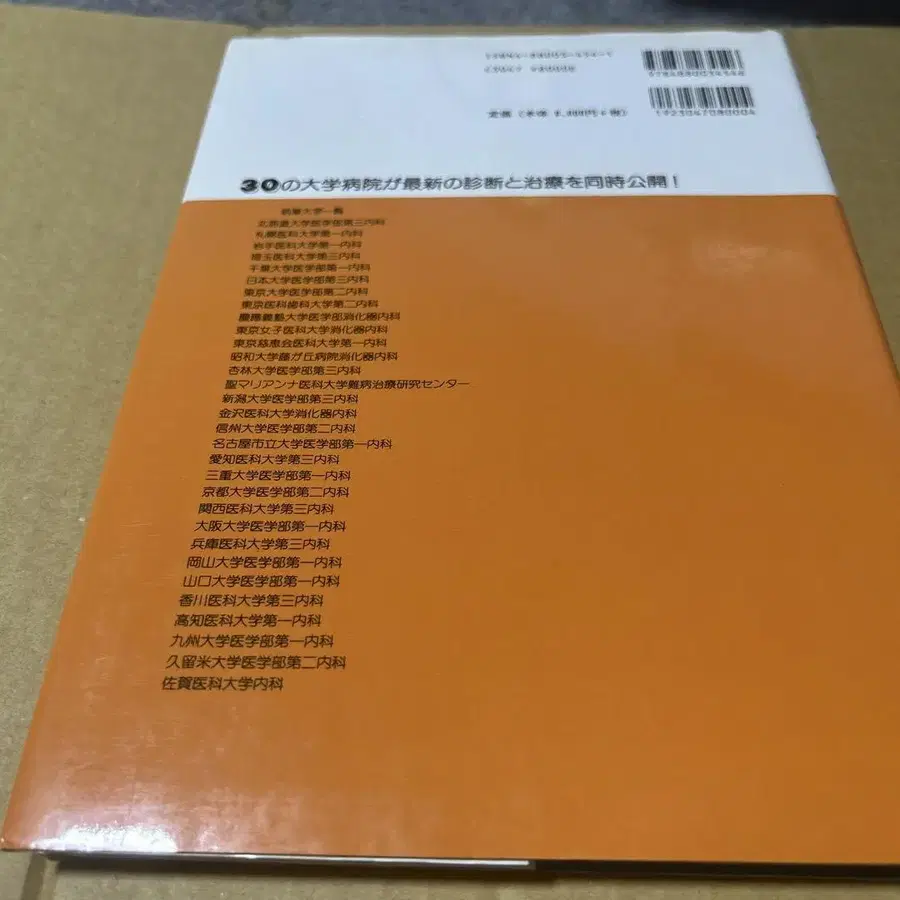 9784880034546
1923047080004
30の大学病院が最新の診断と治療を同時公開！
執筆大学一覧
北海道大学医学部第三内科
札幌医科大学第一内科
岩手医科大学第一内科
埼玉医科大学第三内科
千葉大学医学部第一内科
日本大学医学部第三内科
東京大学医学部第二内科
東京医科歯科大学第二内科
慶應義塾大学医学部消化器内科
東京女子医科大学消化器内科
東京慈恵会医科大学第一内科
昭和大学藤が丘病院消化器内科
杏林大学医学部第三内科
聖マリアンナ医科大学難病治療研究センター
新潟大学医学部第三内科
金沢医科大学消化器内科
信州大学医学部第二内科
名古屋市立大学医学部第一内科
愛知医科大学第三内科
三重大学医学部第一内科
京都大学医学部第二内科
関西医科大学第三内科
大阪大学医学部第一内科
兵庫医科大学第三内科
岡山大学医学部第一内科
山口大学医学部第一内科
香川医科大学第三内科
高知医科大学第一内科
九州大学医学部第一内科
久留米大学医学部第二内科
佐賀医科大学内科